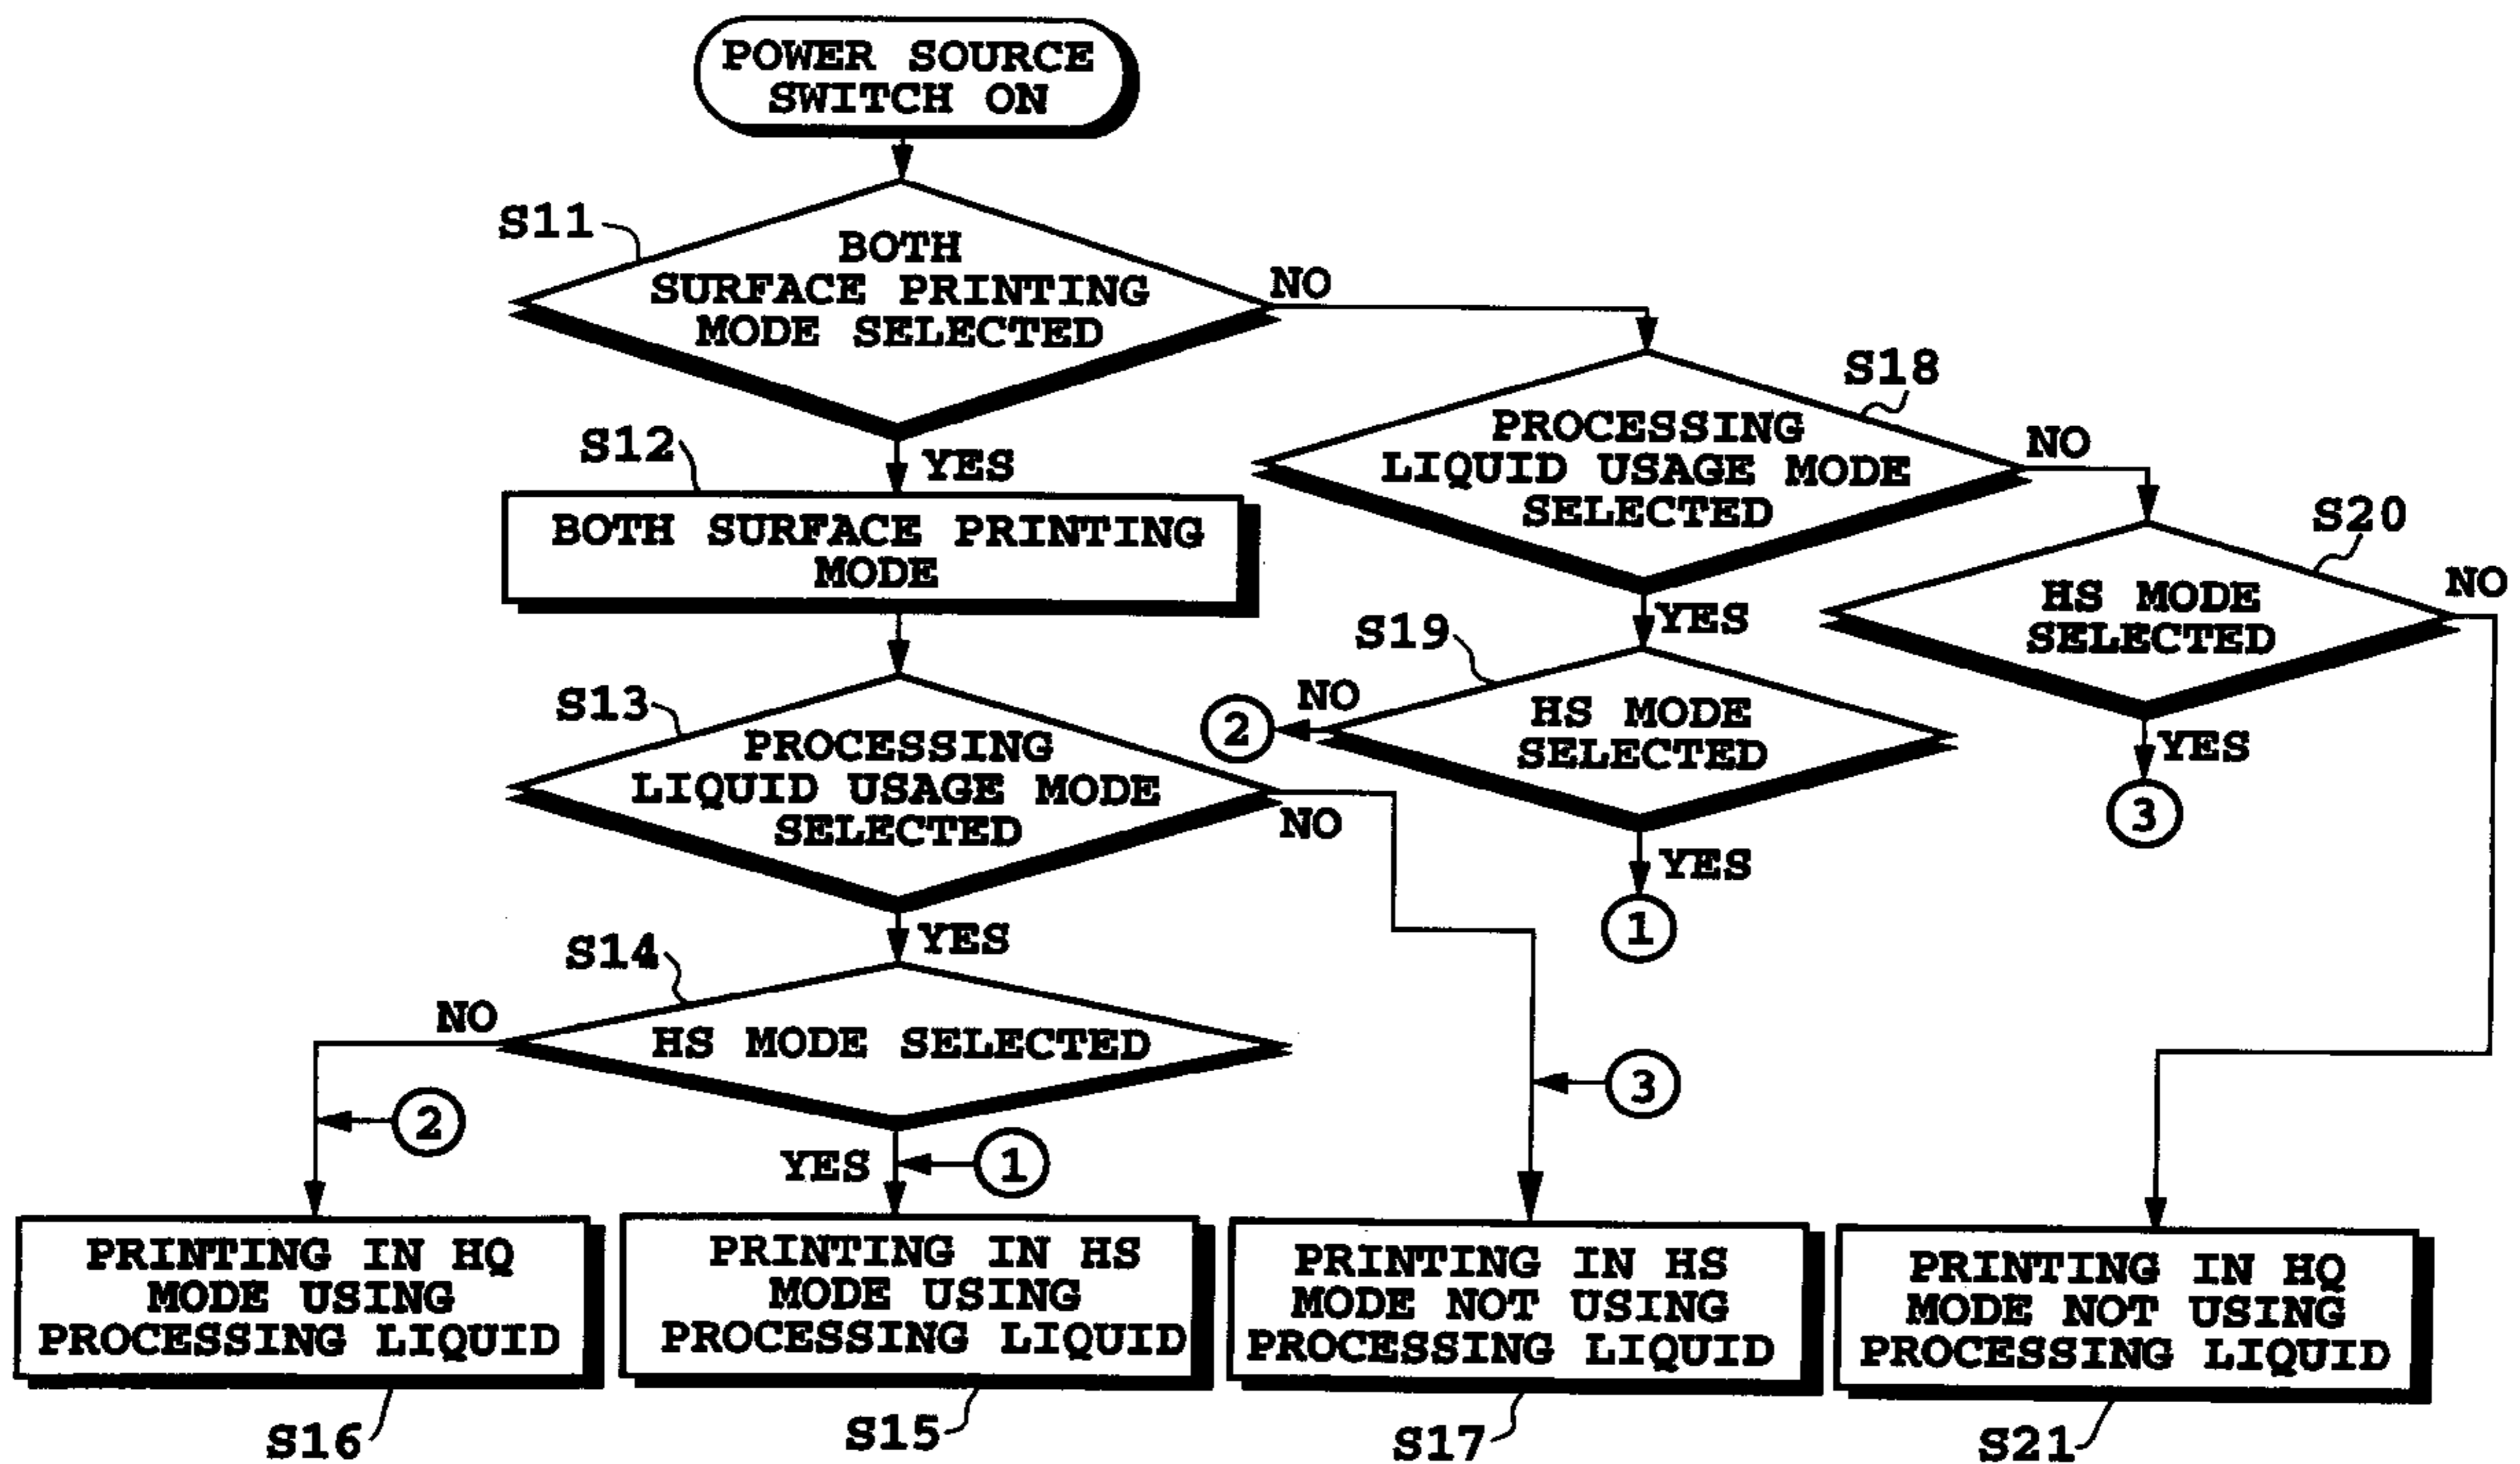 POWER SOURCE
SWITCH ON
S11
BOTH
SURFACE PRINTING
MODE SELECTED
NO
YES
S12
BOTH SURFACE PRINTING
MODE
S13
PROCESSING
LIQUID USAGE MODE
SELECTED
NO
YES
S14
HS MODE SELECTED
NO
2
YES
1
S18
PROCESSING
LIQUID USAGE MODE
SELECTED
NO
YES
S19
HS MODE
SELECTED
NO
2
YES
1
S20
HS MODE
SELECTED
NO
YES
3
3
PRINTING IN HQ
MODE USING
PROCESSING LIQUID
S16
PRINTING IN HS
MODE USING
PROCESSING LIQUID
S15
PRINTING IN HS
MODE NOT USING
PROCESSING LIQUID
S17
PRINTING IN HQ
MODE NOT USING
PROCESSING LIQUID
S21